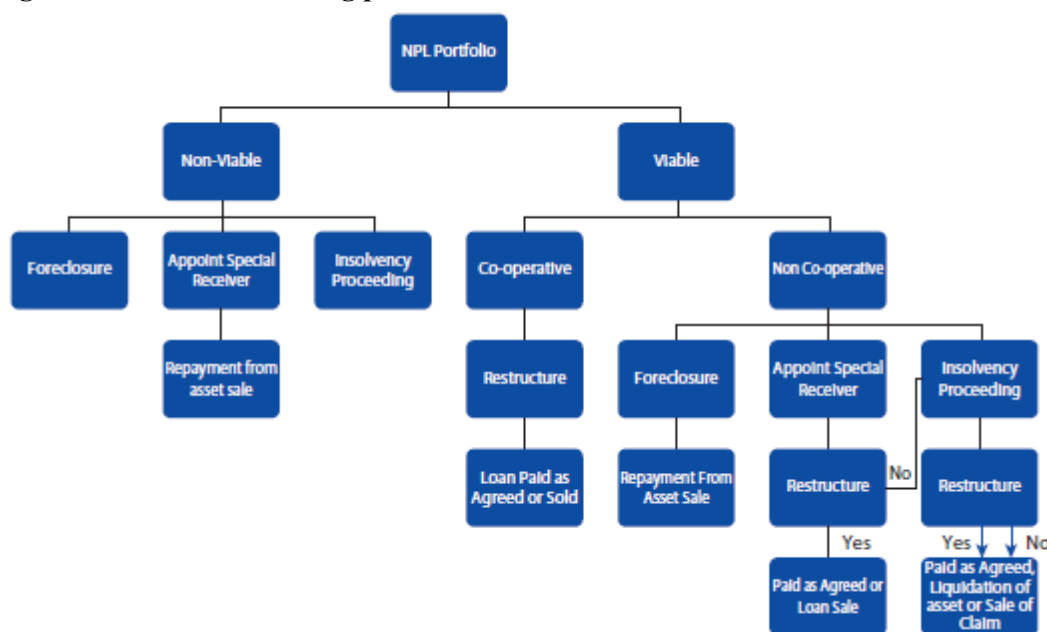 NPL Portfolio
Non-Viable
Viable
Foreclosure
Appoint Special
Receiver
Insolvency
Proceeding
Co-operative
Non Co-operative
Repayment from
asset sale
Restructure
Foreclosure
Appoint Special
Receiver
Insolvency
Proceeding
Loan Paid as
Agreed or Sold
Repayment From
Asset Sale
Restructure
No
Restructure
Yes
Yes
No
Paid as Agreed or
Loan Sale
Paid as Agreed,
Liquidation of
asset or Sale of
Claim